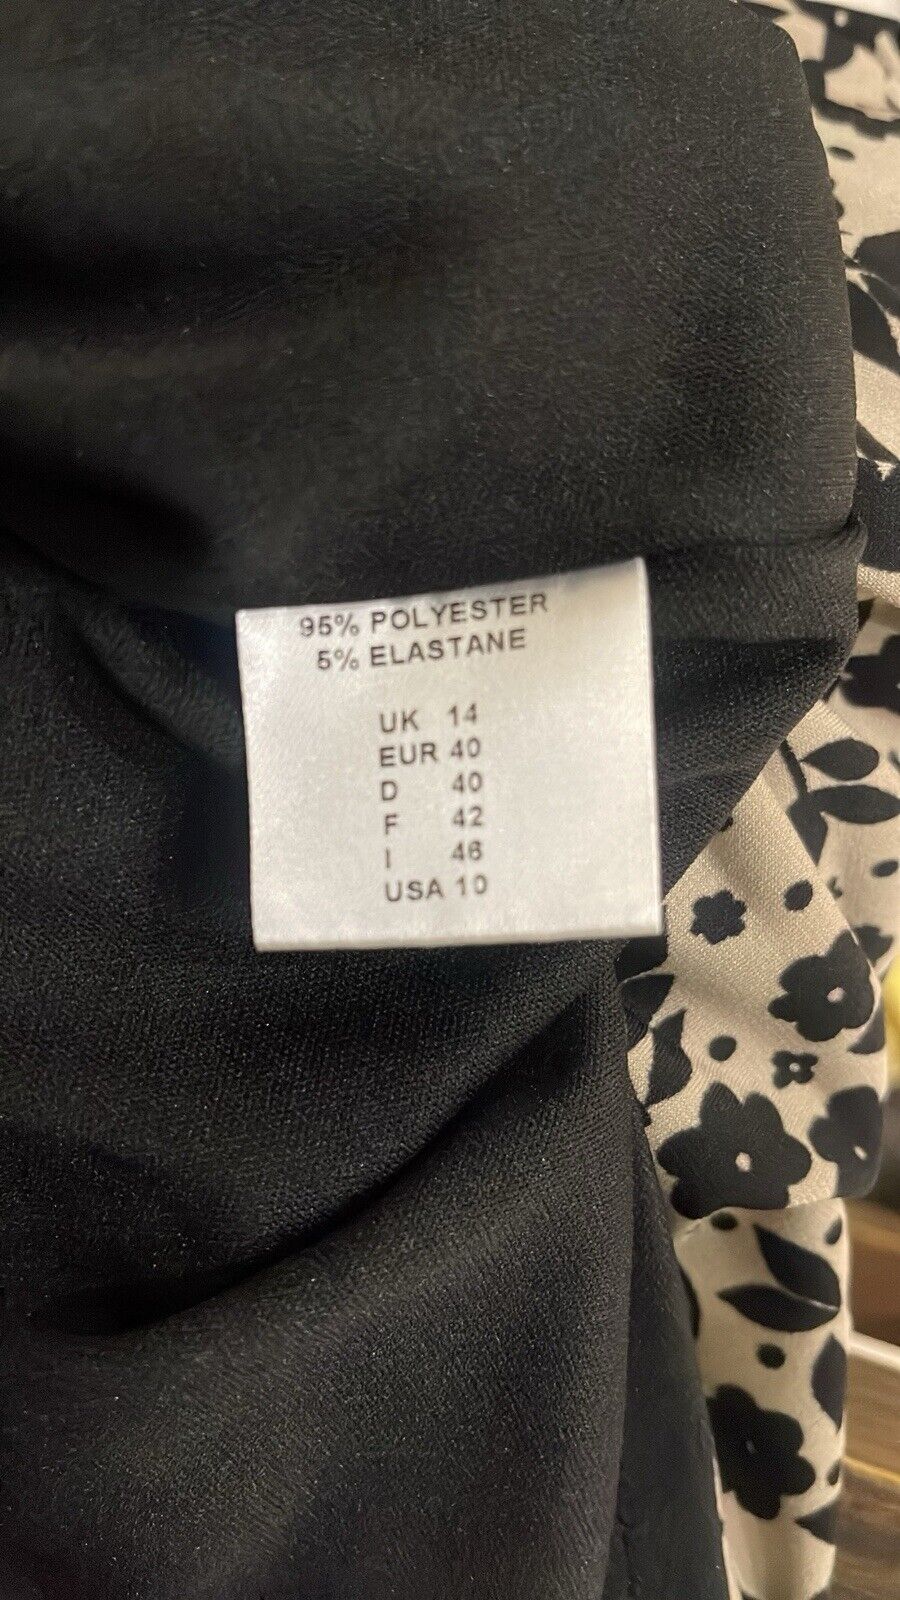 95% POLYESTER
5% ELASTANE
UK 14
EUR 40
D 40
F 42
I 46
USA 10